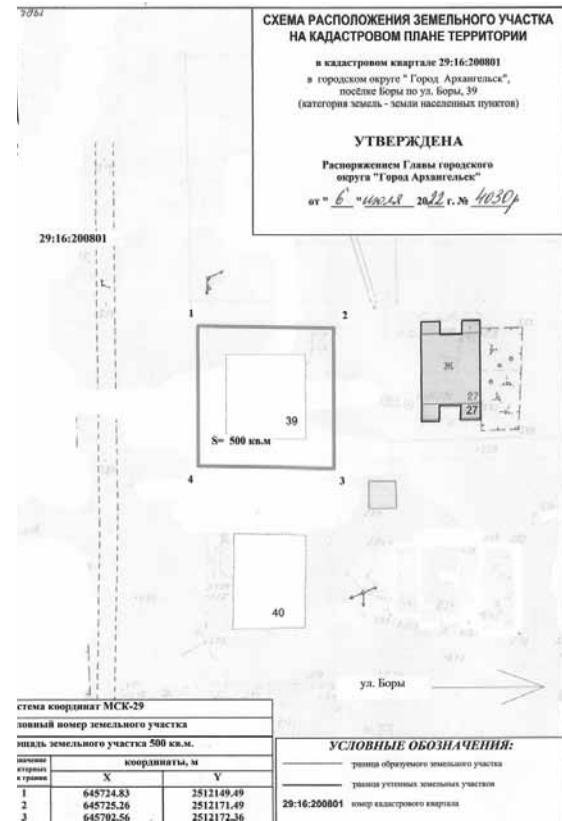 СХЕМА РАСПОЛОЖЕНИЯ ЗЕМЕЛЬНОГО УЧАСТКА
НА КАДАСТРОВОМ ПЛАНЕ ТЕРРИТОРИИ
в кадастровом квартале 29:16:200801
в городском округе " Город Архангельск",
посёлке Боры по ул. Боры, 39
(категория земель - земли населенных пунктов)
УТВЕРЖДЕНА
Распоряжением Главы городского
округа "Город Архангельск"
от " 6 " июля 2022 г. № 4030р
29:16:200801
1
2
Ж
27
27
39
S= 500 кв.м
4
3
40
ул. Боры
стема координат МСК-29
ловный номер земельного участка
ощадь земельного участка 500 кв.м.
координаты, м
X Y
1 645724.83 2512149.49
2 645725.26 2512171.49
3 645702.56 2512172.36
УСЛОВНЫЕ ОБОЗНАЧЕНИЯ:
граница образуемого земельного участка
граница учтенных земельных участков
29:16:200801 номер кадастрового квартала